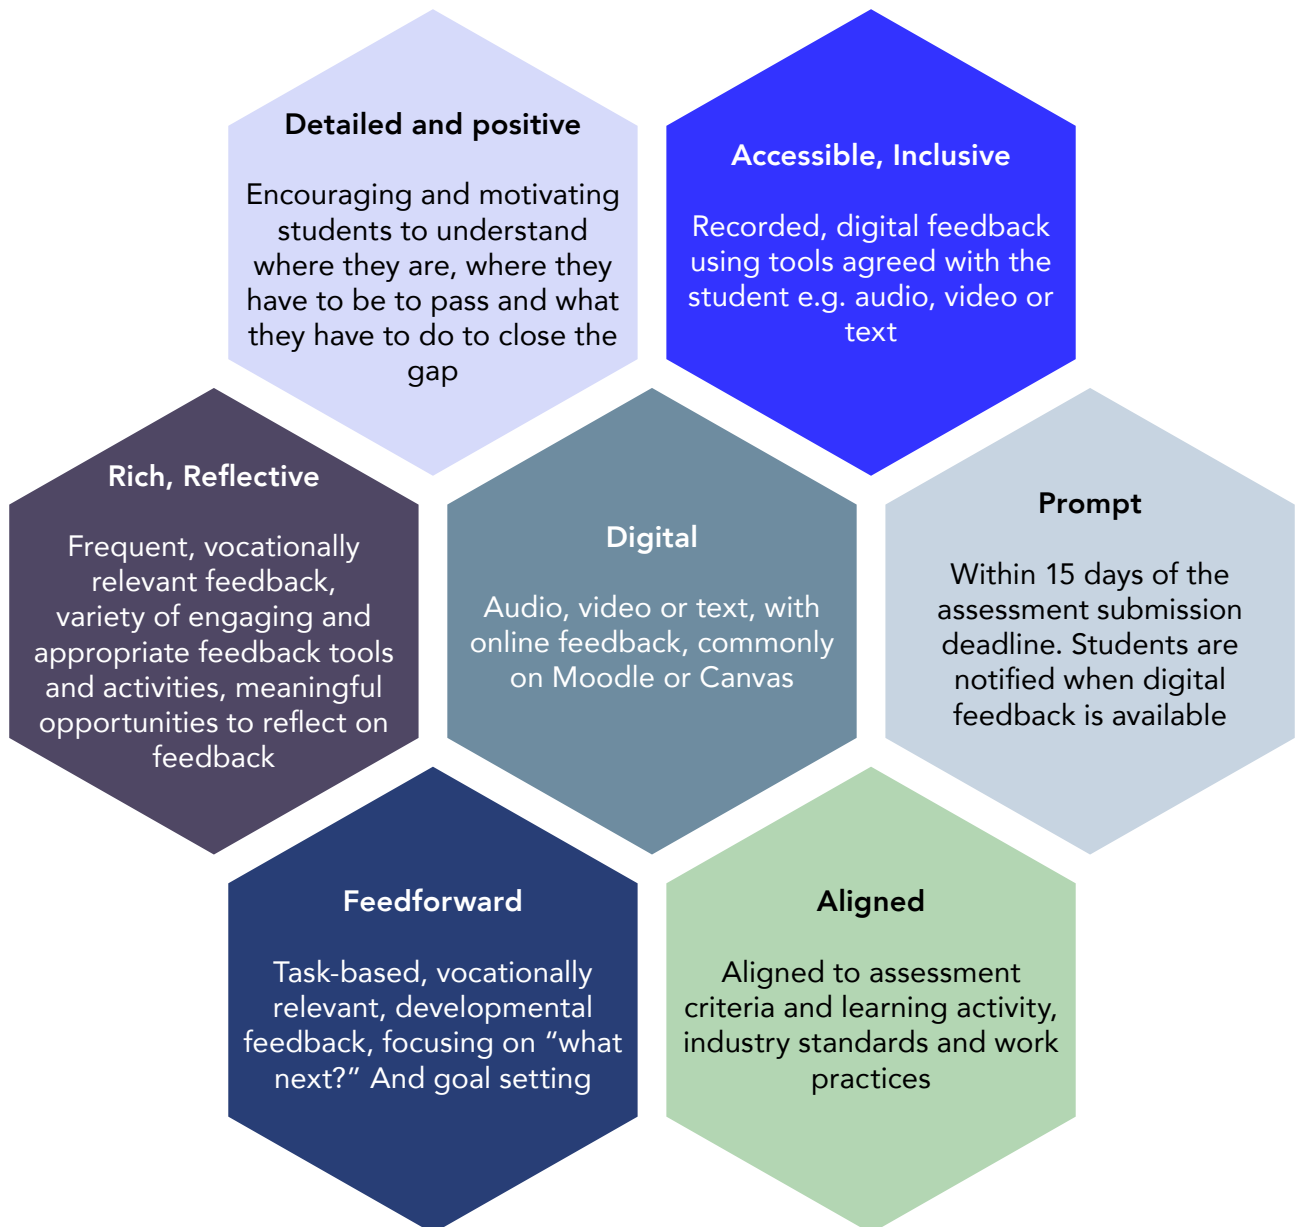 Detailed and positive
Encouraging and motivating
students to understand
where they are, where they
have to be to pass and what
they have to do to close the
gap
Accessible, Inclusive
Recorded, digital feedback
using tools agreed with the
student e.g. audio, video or
text
Rich, Reflective
Frequent, vocationally
relevant feedback,
variety of engaging and
appropriate feedback tools
and activities, meaningful
opportunities to reflect on
feedback
Digital
Audio, video or text, with
online feedback, commonly
on Moodle or Canvas
Prompt
Within 15 days of the
assessment submission
deadline. Students are
notified when digital
feedback is available
Feedforward
Task-based, vocationally
relevant, developmental
feedback, focusing on “what
next?” And goal setting
Aligned
Aligned to assessment
criteria and learning activity,
industry standards and work
practices